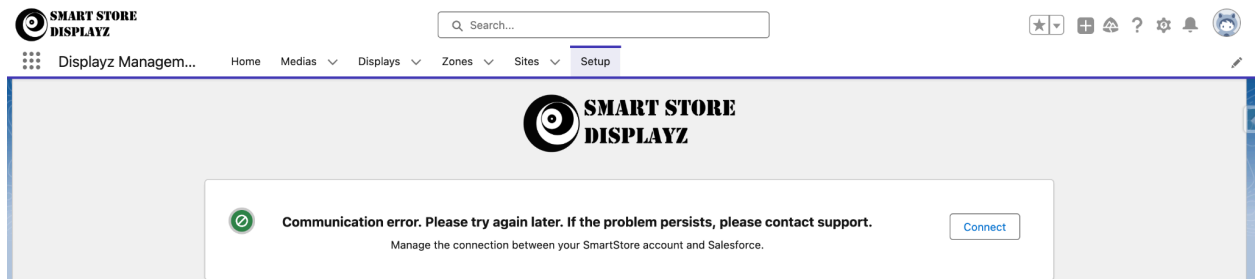 SMART STORE
DISPLAYZ
Search...
Displayz Managem...
Home
Medias
Displays
Zones
Sites
Setup
SMART STORE
DISPLAYZ
Communication error. Please try again later. If the problem persists, please contact support.
Manage the connection between your SmartStore account and Salesforce.
Connect